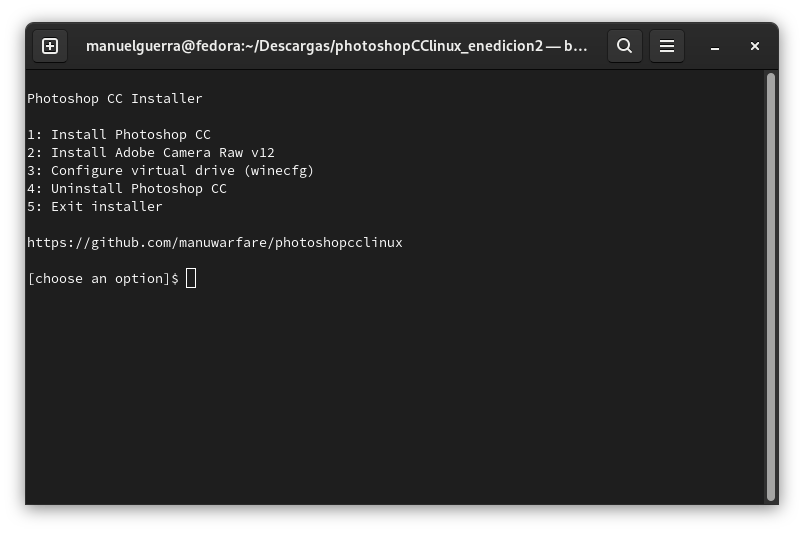 manuelguerra@fedora:~/Descargas/photoshopCClinux_enedicion2 — b...
Photoshop CC Installer
1: Install Photoshop CC
2: Install Adobe Camera Raw v12
3: Configure virtual drive (winecfg)
4: Uninstall Photoshop CC
5: Exit installer
https://github.com/manuwarfare/photoshopcclinux
[choose an option]$